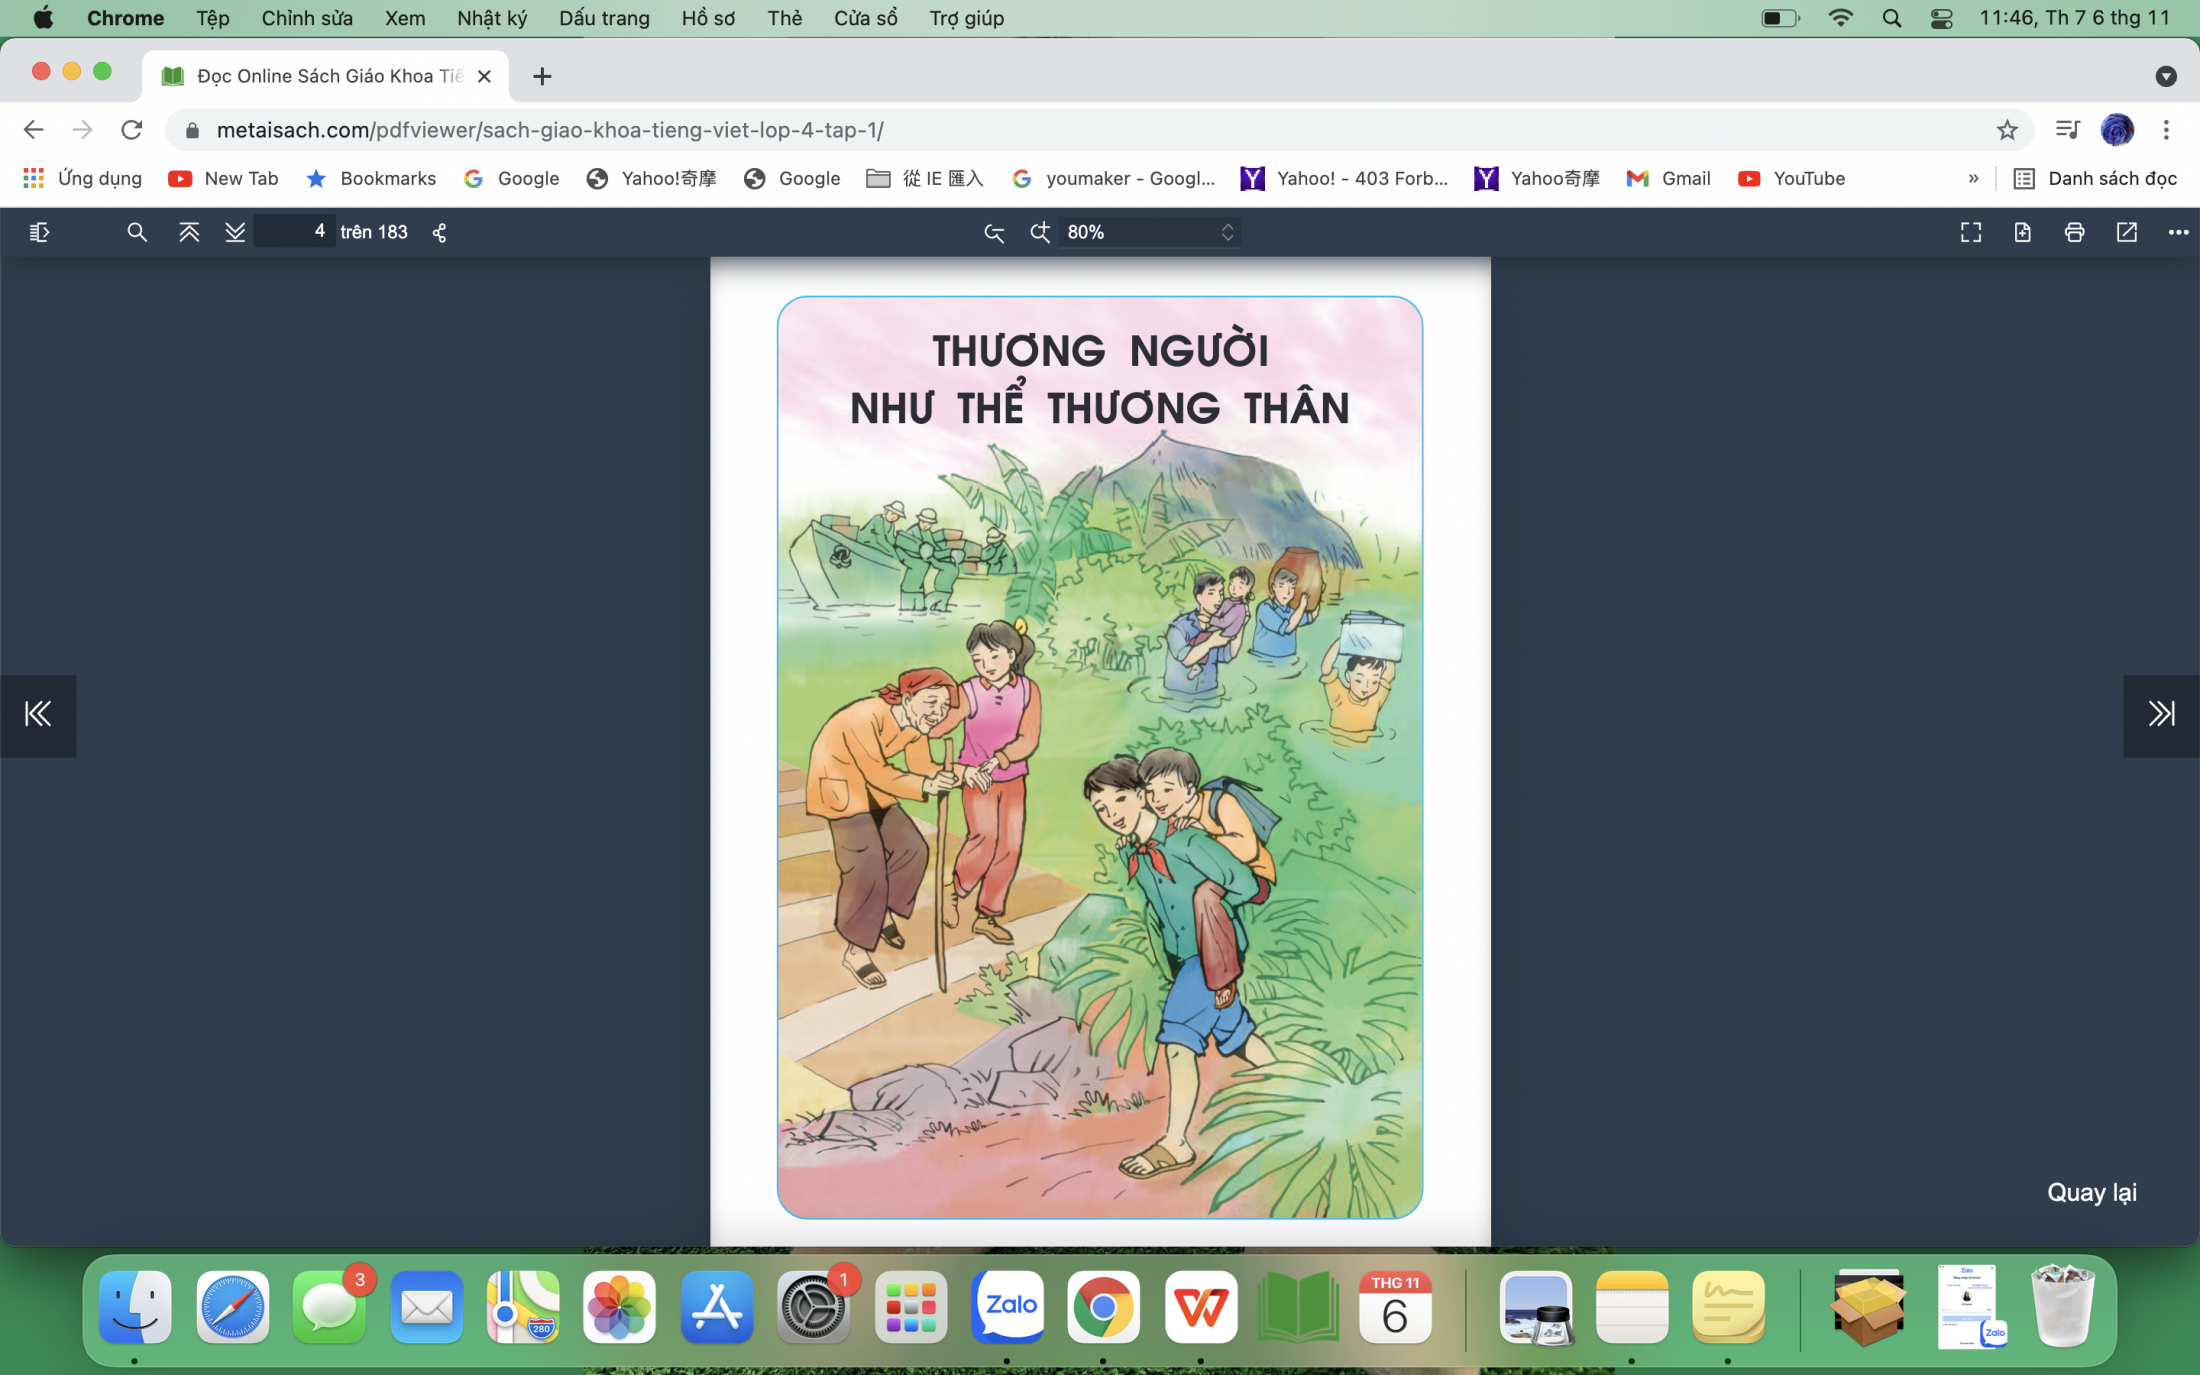 Chrome Tệp Chỉnh sửa Xem Nhật ký Dấu trang Hồ sơ Thẻ Cửa sổ Trợ giúp 11:46, Th 7 6 thg 11
Đọc Online Sách Giáo Khoa Tiế
metaisach.com/pdfviewer/sach-giao-khoa-tieng-viet-lop-4-tap-1/
Ứng dụng New Tab Bookmarks Google Yahoo!奇摩 Google 從 IE 匯入 youmaker - Googl... Yahoo! - 403 Forb... Yahoo奇摩 Gmail YouTube » Danh sách đọc
4 trên 183 80%
THƯƠNG NGƯỜI
NHƯ THỂ THƯƠNG THÂN
Quay lại
3
280
1
Zalo
THG 11
6
Zalo
Zalo